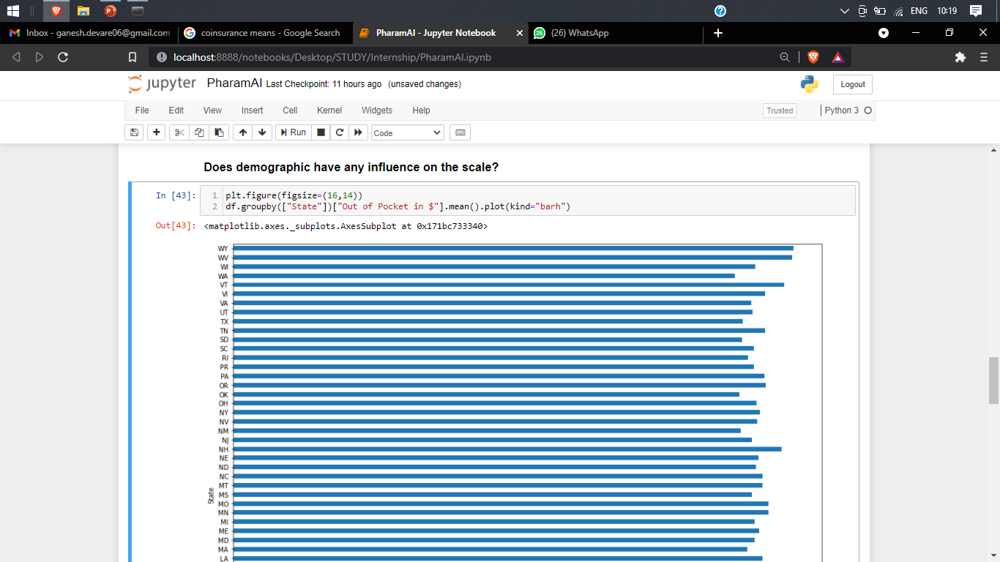 ENG 10:19
Inbox - ganesh.devare06@gmail.com
coinsurance means - Google Search
PharamAI - Jupyter Notebook
26 (26) WhatsApp
localhost:8888/notebooks/Desktop/STUDY/Internship/PharamAI.ipynb
jupyter PharamAI Last Checkpoint: 11 hours ago (unsaved changes)
Logout
File Edit View Insert Cell Kernel Widgets Help
Trusted Python 3
Run Code
Does demographic have any influence on the scale?
In [43]:
1 plt.figure(figsize=(16,14))
2 df.groupby(["State"])["Out of Pocket in $"].mean().plot(kind="barh")
Out[43]: <matplotlib.axes._subplots.AxesSubplot at 0x171bc733340>
WY
WV
WI
WA
VT
VI
VA
UT
TX
TN
SD
SC
RI
PR
PA
OR
OK
OH
NY
NV
NM
NJ
NH
NE
ND
NC
MT
MS
State
MO
MN
MI
ME
MD
MA
LA